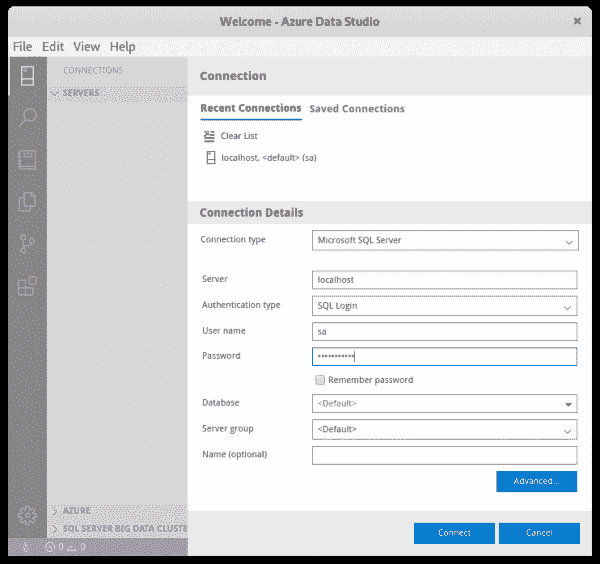 Welcome - Azure Data Studio
File Edit View Help
CONNECTIONS
SERVERS
Connection
Recent Connections Saved Connections
Clear List
localhost, <default> (sa)
Connection Details
Connection type Microsoft SQL Server
Server localhost
Authentication type SQL Login
User name sa
Password •••••••••••
Remember password
Database <Default>
Server group <Default>
Name (optional)
Advanced...
AZURE
SQL SERVER BIG DATA CLUSTE
Connect Cancel
0 0